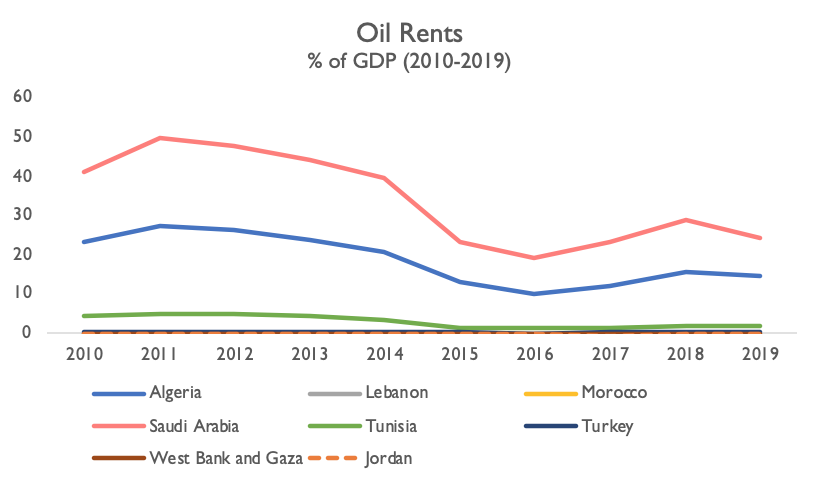 Oil Rents
% of GDP (2010-2019)
60
50
40
30
20
10
0
2010 2011 2012 2013 2014 2015 2016 2017 2018 2019
Algeria Lebanon Morocco
Saudi Arabia Tunisia Turkey
West Bank and Gaza Jordan